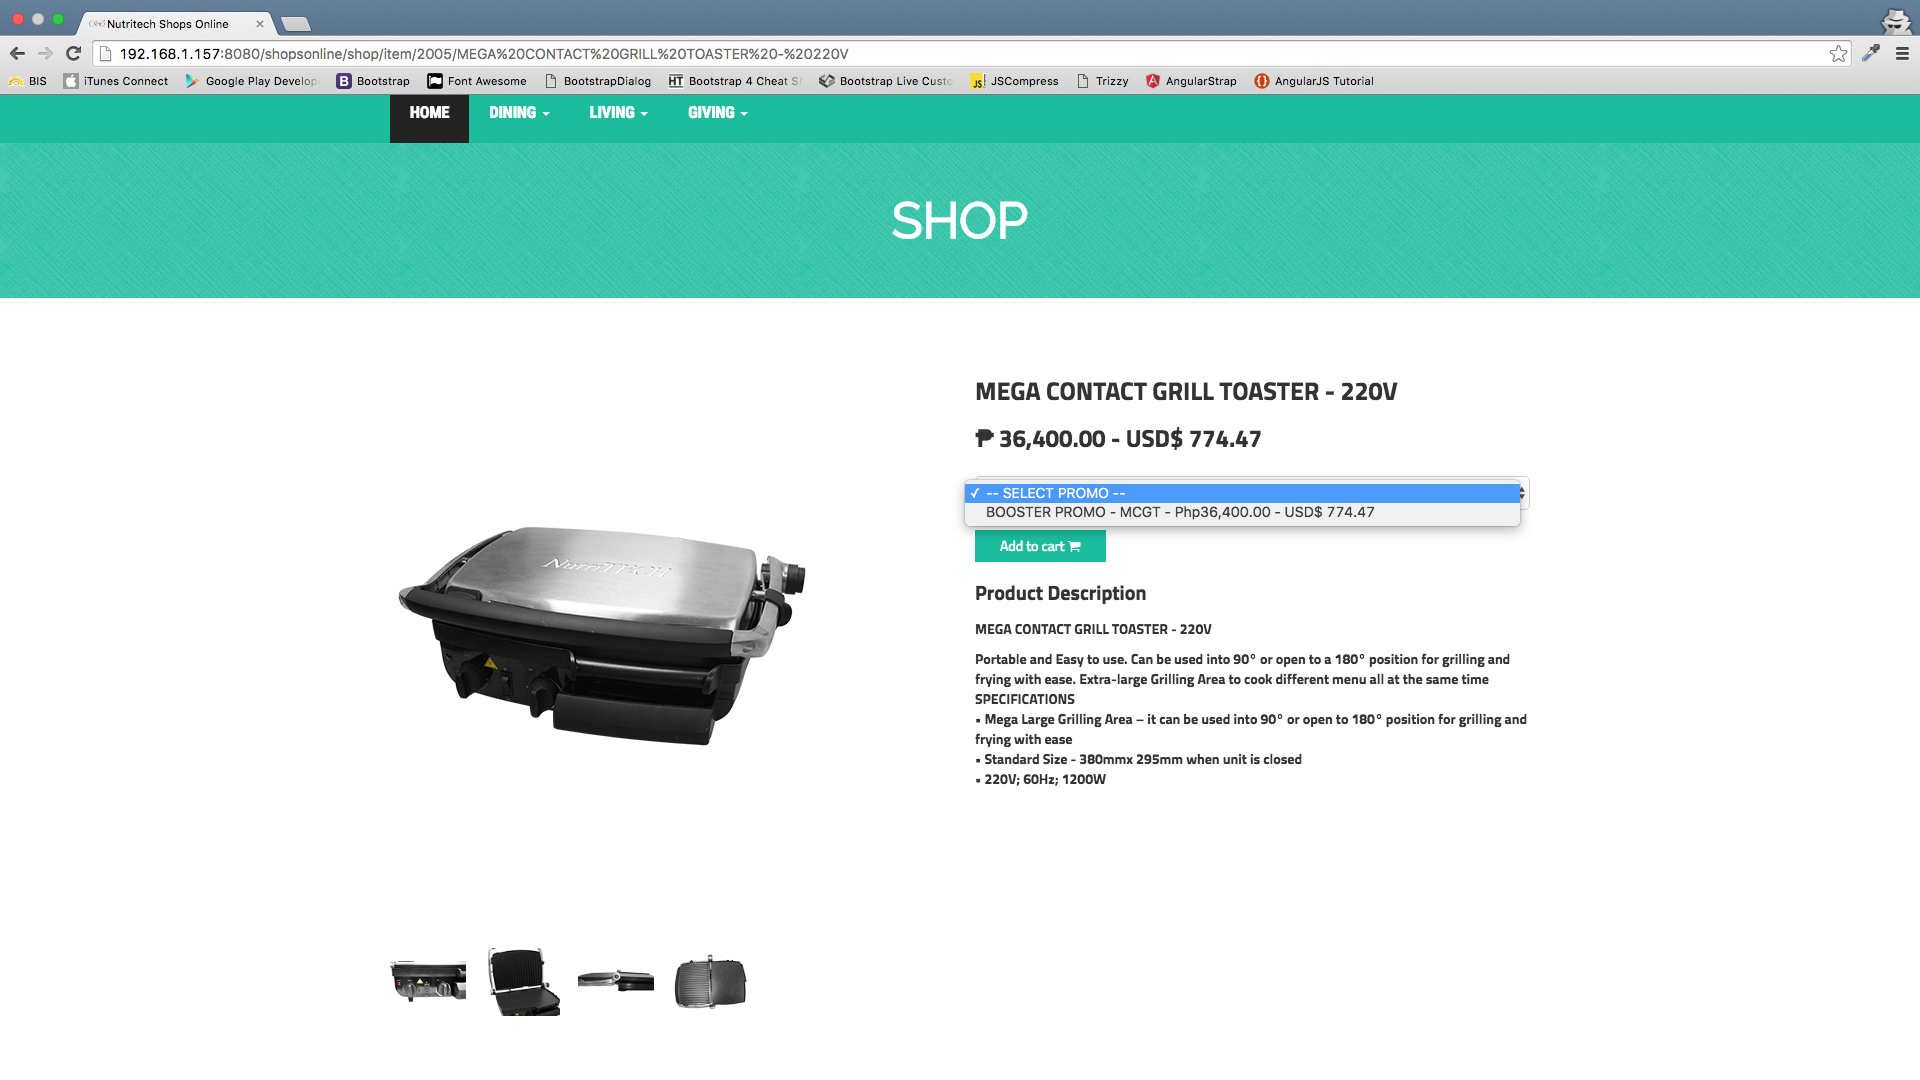 Nutritech Shops Online
192.168.1.157:8080/shopsonline/shop/item/2005/MEGA%20CONTACT%20GRILL%20TOASTER%20-%20220V
BIS iTunes Connect Google Play Develop Bootstrap Font Awesome BootstrapDialog HT Bootstrap 4 Cheat S Bootstrap Live Custo JS JSCompress Trizzy AngularStrap AngularJS Tutorial
HOME DINING LIVING GIVING
SHOP
MEGA CONTACT GRILL TOASTER - 220V
₱ 36,400.00 - USD$ 774.47
✓ -- SELECT PROMO --
BOOSTER PROMO - MCGT - Php36,400.00 - USD$ 774.47
Add to cart
NutriTECH
Product Description
MEGA CONTACT GRILL TOASTER - 220V
Portable and Easy to use. Can be used into 90° or open to a 180° position for grilling and
frying with ease. Extra-large Grilling Area to cook different menu all at the same time
SPECIFICATIONS
• Mega Large Grilling Area – it can be used into 90° or open to 180° position for grilling and
frying with ease
• Standard Size - 380mmx 295mm when unit is closed
• 220V; 60Hz; 1200W